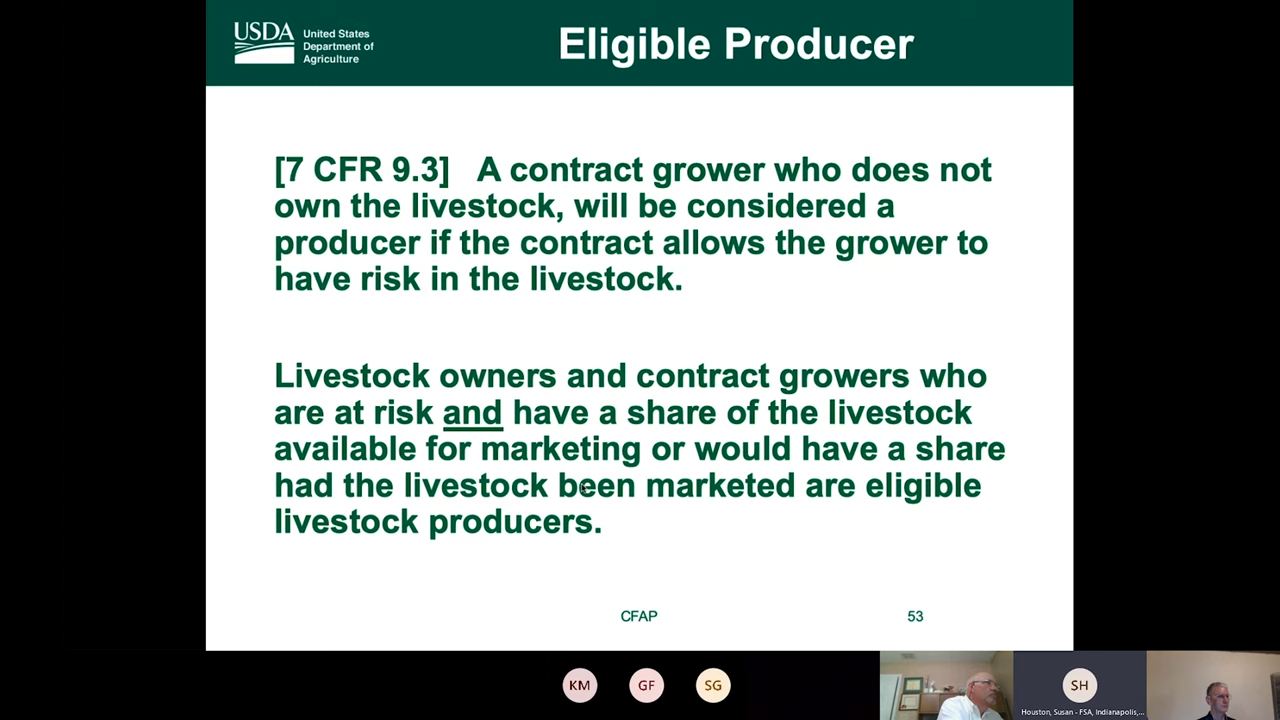 USDA
United States
Department of
Agriculture
Eligible Producer
[7 CFR 9.3]   A contract grower who does not
own the livestock, will be considered a
producer if the contract allows the grower to
have risk in the livestock.
Livestock owners and contract growers who
are at risk and have a share of the livestock
available for marketing or would have a share
had the livestock been marketed are eligible
livestock producers.
CFAP
53
KM
GF
SG
SH
Houston, Susan - FSA, Indianapolis,...